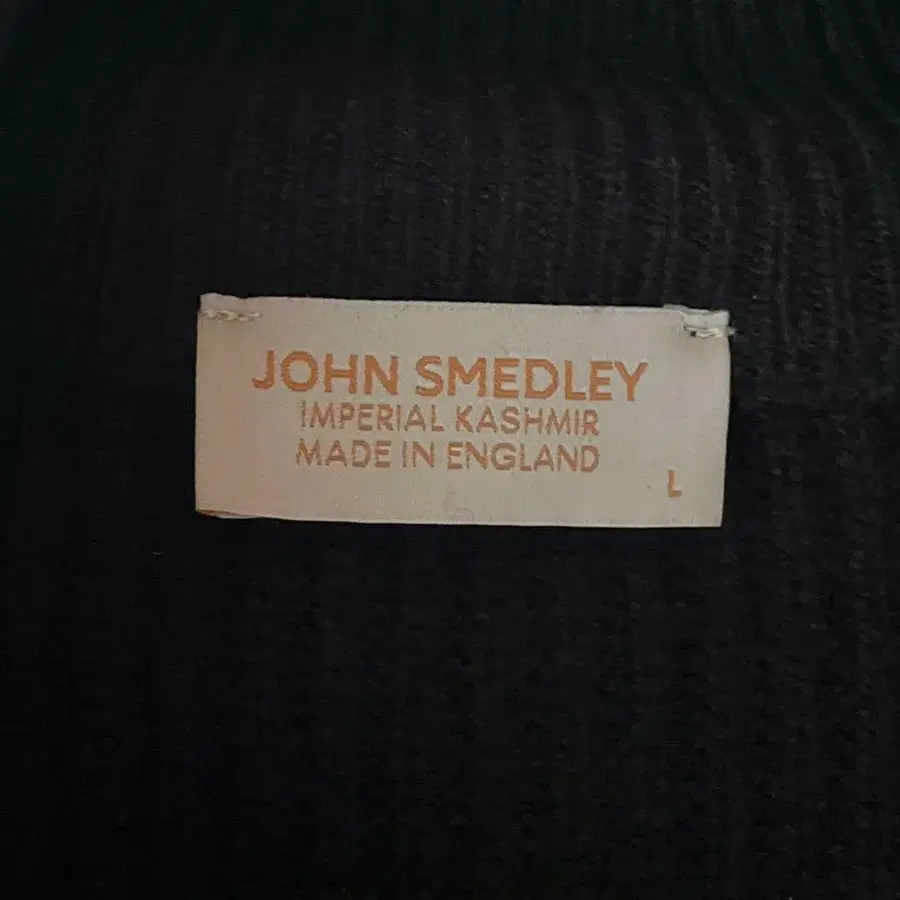 JOHN SMEDLEY
IMPERIAL KASHMIR
MADE IN ENGLAND
L